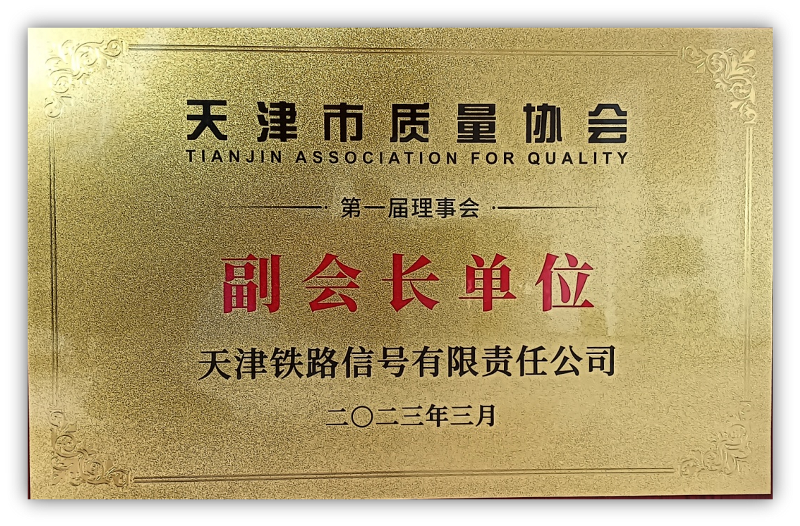 天津市质量协会
TIANJIN ASSOCIATION FOR QUALITY
第一届理事会
副会长单位
天津铁路信号有限责任公司
二〇二三年三月